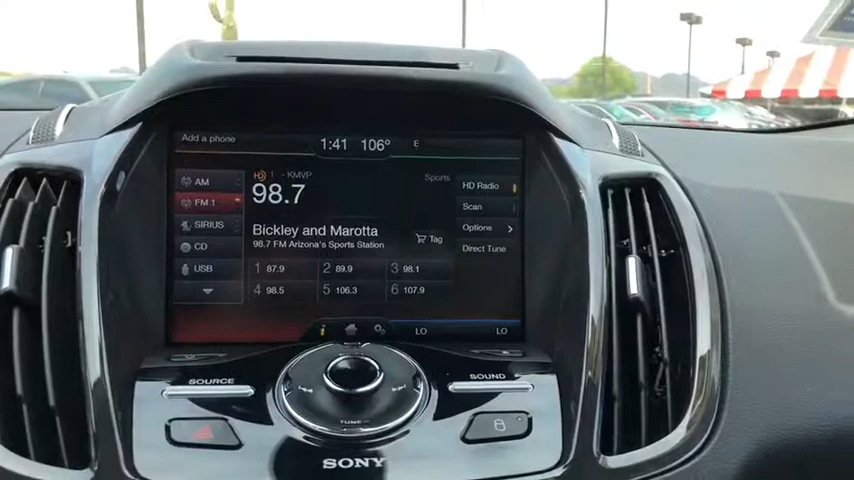 Add a phone
1:41 106° E
AM
FM 1
SIRIUS
CD
USB
HD) 1 - KMVP
98.7
Sports
Bickley and Marotta
98.7 FM Arizona's Sports Station
Tag
HD Radio
Scan
Options
Direct Tune
1 87.9 2 89.9 3 98.1
4 98.5 5 106.3 6 107.9
LO LO
SOURCE
SOUND
TUNE
SONY